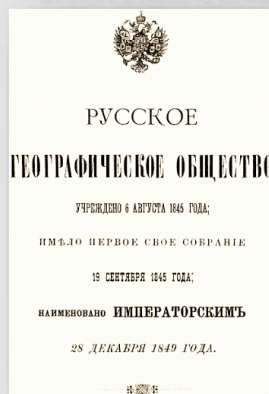 РУССКОЕ
ГЕОГРАФИЧЕСКОЕ ОБЩЕСТВО
УЧРЕЖДЕНО 6 АВГУСТА 1845 ГОДА;
ИМѢЛО ПЕРВОЕ СВОЕ СОБРАНІЕ
19 СЕНТЯБРЯ 1845 ГОДА;
НАИМЕНОВАНО ИМПЕРАТОРСКИМЪ
28 ДЕКАБРЯ 1849 ГОДА.